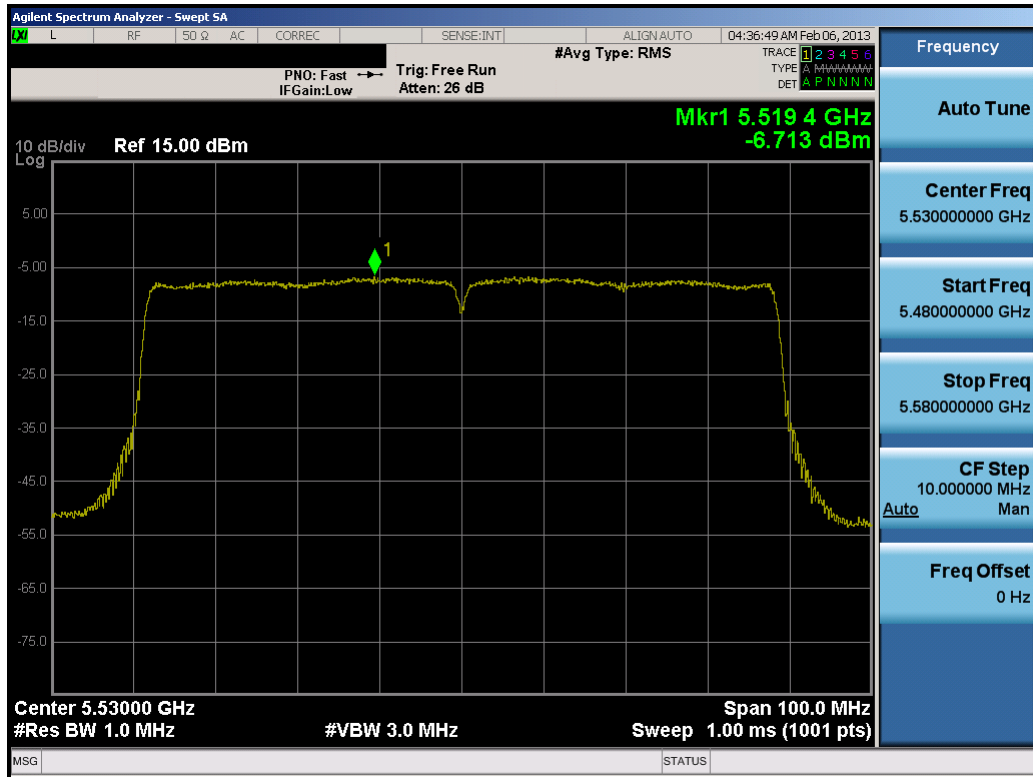 Agilent Spectrum Analyzer - Swept SA
LXI L RF 50 Ω AC CORREC SENSE:INT ALIGN AUTO 04:36:49 AM Feb 06, 2013
PNO: Fast
IFGain:Low
Trig: Free Run
Atten: 26 dB
#Avg Type: RMS
TRACE 1 2 3 4 5 6
TYPE A M W W W W W
DET A P N N N N
Frequency
Mkr1 5.519 4 GHz
-6.713 dBm
10 dB/div Ref 15.00 dBm
Log
5.00
-5.00
-15.0
-25.0
-35.0
-45.0
-55.0
-65.0
-75.0
1
Center 5.53000 GHz Span 100.0 MHz
#Res BW 1.0 MHz #VBW 3.0 MHz Sweep 1.00 ms (1001 pts)
Auto Tune
Center Freq
5.530000000 GHz
Start Freq
5.480000000 GHz
Stop Freq
5.580000000 GHz
CF Step
10.000000 MHz
Auto Man
Freq Offset
0 Hz
MSG STATUS